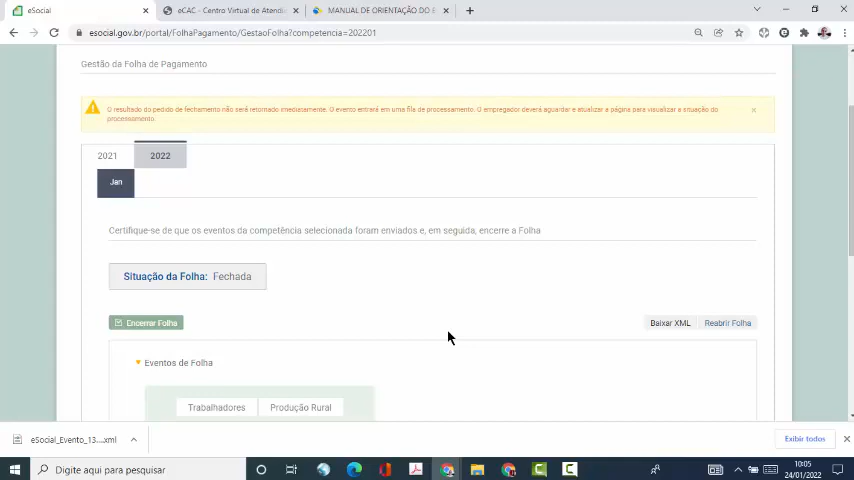 eSocial
eCAC - Centro Virtual de Atendi
MANUAL DE ORIENTAÇÃO DO E
esocial.gov.br/portal/FolhaPagamento/GestaoFolha?competencia=202201
Gestão da Folha de Pagamento
O resultado do pedido de fechamento não será retornado imediatamente. O evento entrará em uma fila de processamento. O empregador deverá aguardar e atualizar a página para visualizar a situação do
processamento.
2021
2022
Jan
Certifique-se de que os eventos da competência selecionada foram enviados e, em seguida, encerre a Folha
Situação da Folha: Fechada
Encerrar Folha
Baixar XML
Reabrir Folha
Eventos de Folha
Trabalhadores
Produção Rural
eSocial_Evento_13....xml
Exibir todos
Digite aqui para pesquisar
10:05
24/01/2022